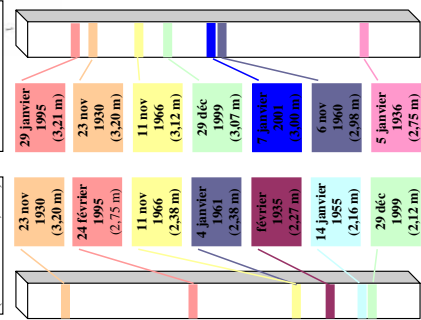 29 janvier
1995
(3,21 m)
23 nov
1930
(3,20 m)
11 nov
1966
(3,12 m)
29 déc
1999
(3,07 m)
7 janvier
2001
(3,00 m)
6 nov
1960
(2,98 m)
5 janvier
1936
(2,75 m)
23 nov
1930
(3,20 m)
24 février
1995
(2,75 m)
11 nov
1966
(2,38 m)
4 janvier
1961
(2,38 m)
février
1935
(2,27 m)
14 janvier
1955
(2,16 m)
29 déc
1999
(2,12 m)